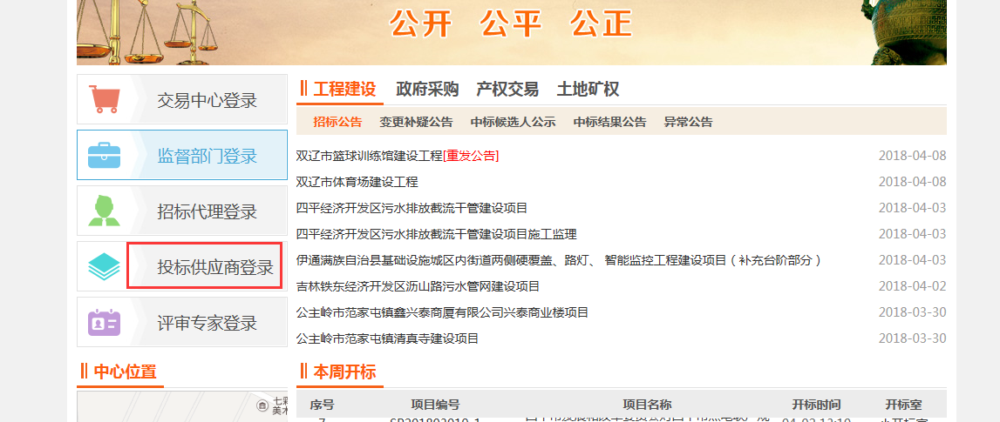 公开 公平 公正
交易中心登录
监督部门登录
招标代理登录
投标供应商登录
评审专家登录
中心位置
七彩
美术
工程建设 政府采购 产权交易 土地矿权
招标公告 变更补疑公告 中标候选人公示 中标结果公告 异常公告
双辽市篮球训练馆建设工程[重发公告] 2018-04-08
双辽市体育场建设工程 2018-04-08
四平经济开发区污水排放截流干管建设项目 2018-04-03
四平经济开发区污水排放截流干管建设项目施工监理 2018-04-03
伊通满族自治县基础设施城区内街道两侧硬覆盖、路灯、 智能监控工程建设项目（补充台阶部分） 2018-04-03
吉林铁东经济开发区沥山路污水管网建设项目 2018-04-02
公主岭市范家屯镇鑫兴泰商厦有限公司兴泰商业楼项目 2018-03-30
公主岭市范家屯镇清真寺建设项目 2018-03-30
本周开标
序号 项目编号 项目名称 开标时间 开标室